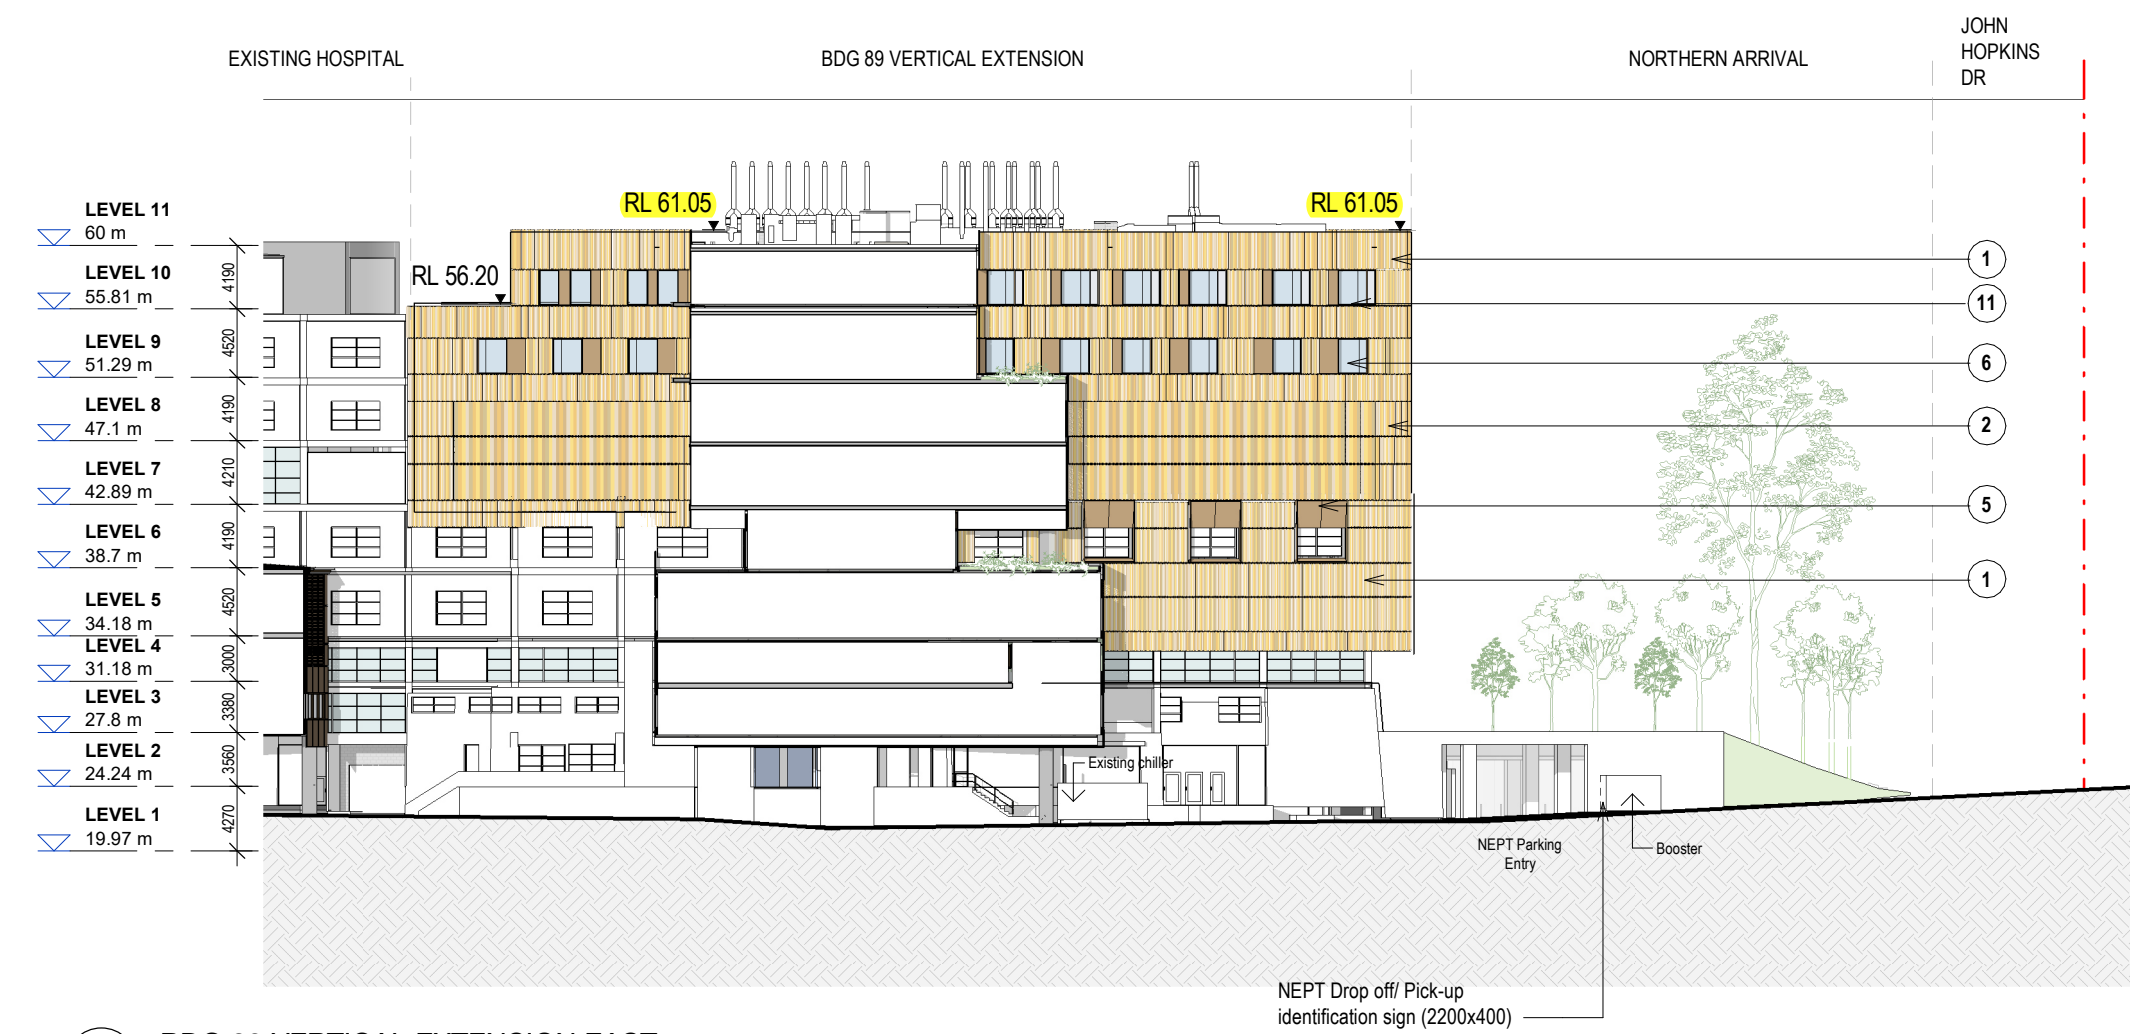 JOHN
HOPKINS
DR
EXISTING HOSPITAL
BDG 89 VERTICAL EXTENSION
NORTHERN ARRIVAL
RL 61.05
RL 61.05
RL 56.20
LEVEL 11
60 m
LEVEL 10
55.81 m
LEVEL 9
51.29 m
LEVEL 8
47.1 m
LEVEL 7
42.89 m
LEVEL 6
38.7 m
LEVEL 5
34.18 m
LEVEL 4
31.18 m
LEVEL 3
27.8 m
LEVEL 2
24.24 m
LEVEL 1
19.97 m
4190
4520
4190
4210
4190
4520
3000
3380
3560
4270
1
11
6
2
5
1
Existing chiller
NEPT Parking
Entry
Booster
NEPT Drop off/ Pick-up
identification sign (2200x400)